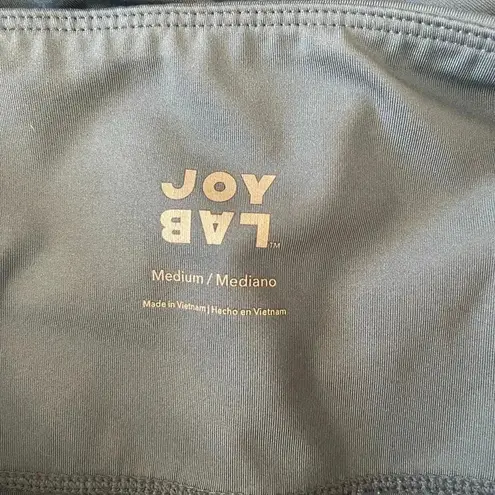 JOY
LAB™
Medium / Mediano
Made in Vietnam | Hecho en Vietnam